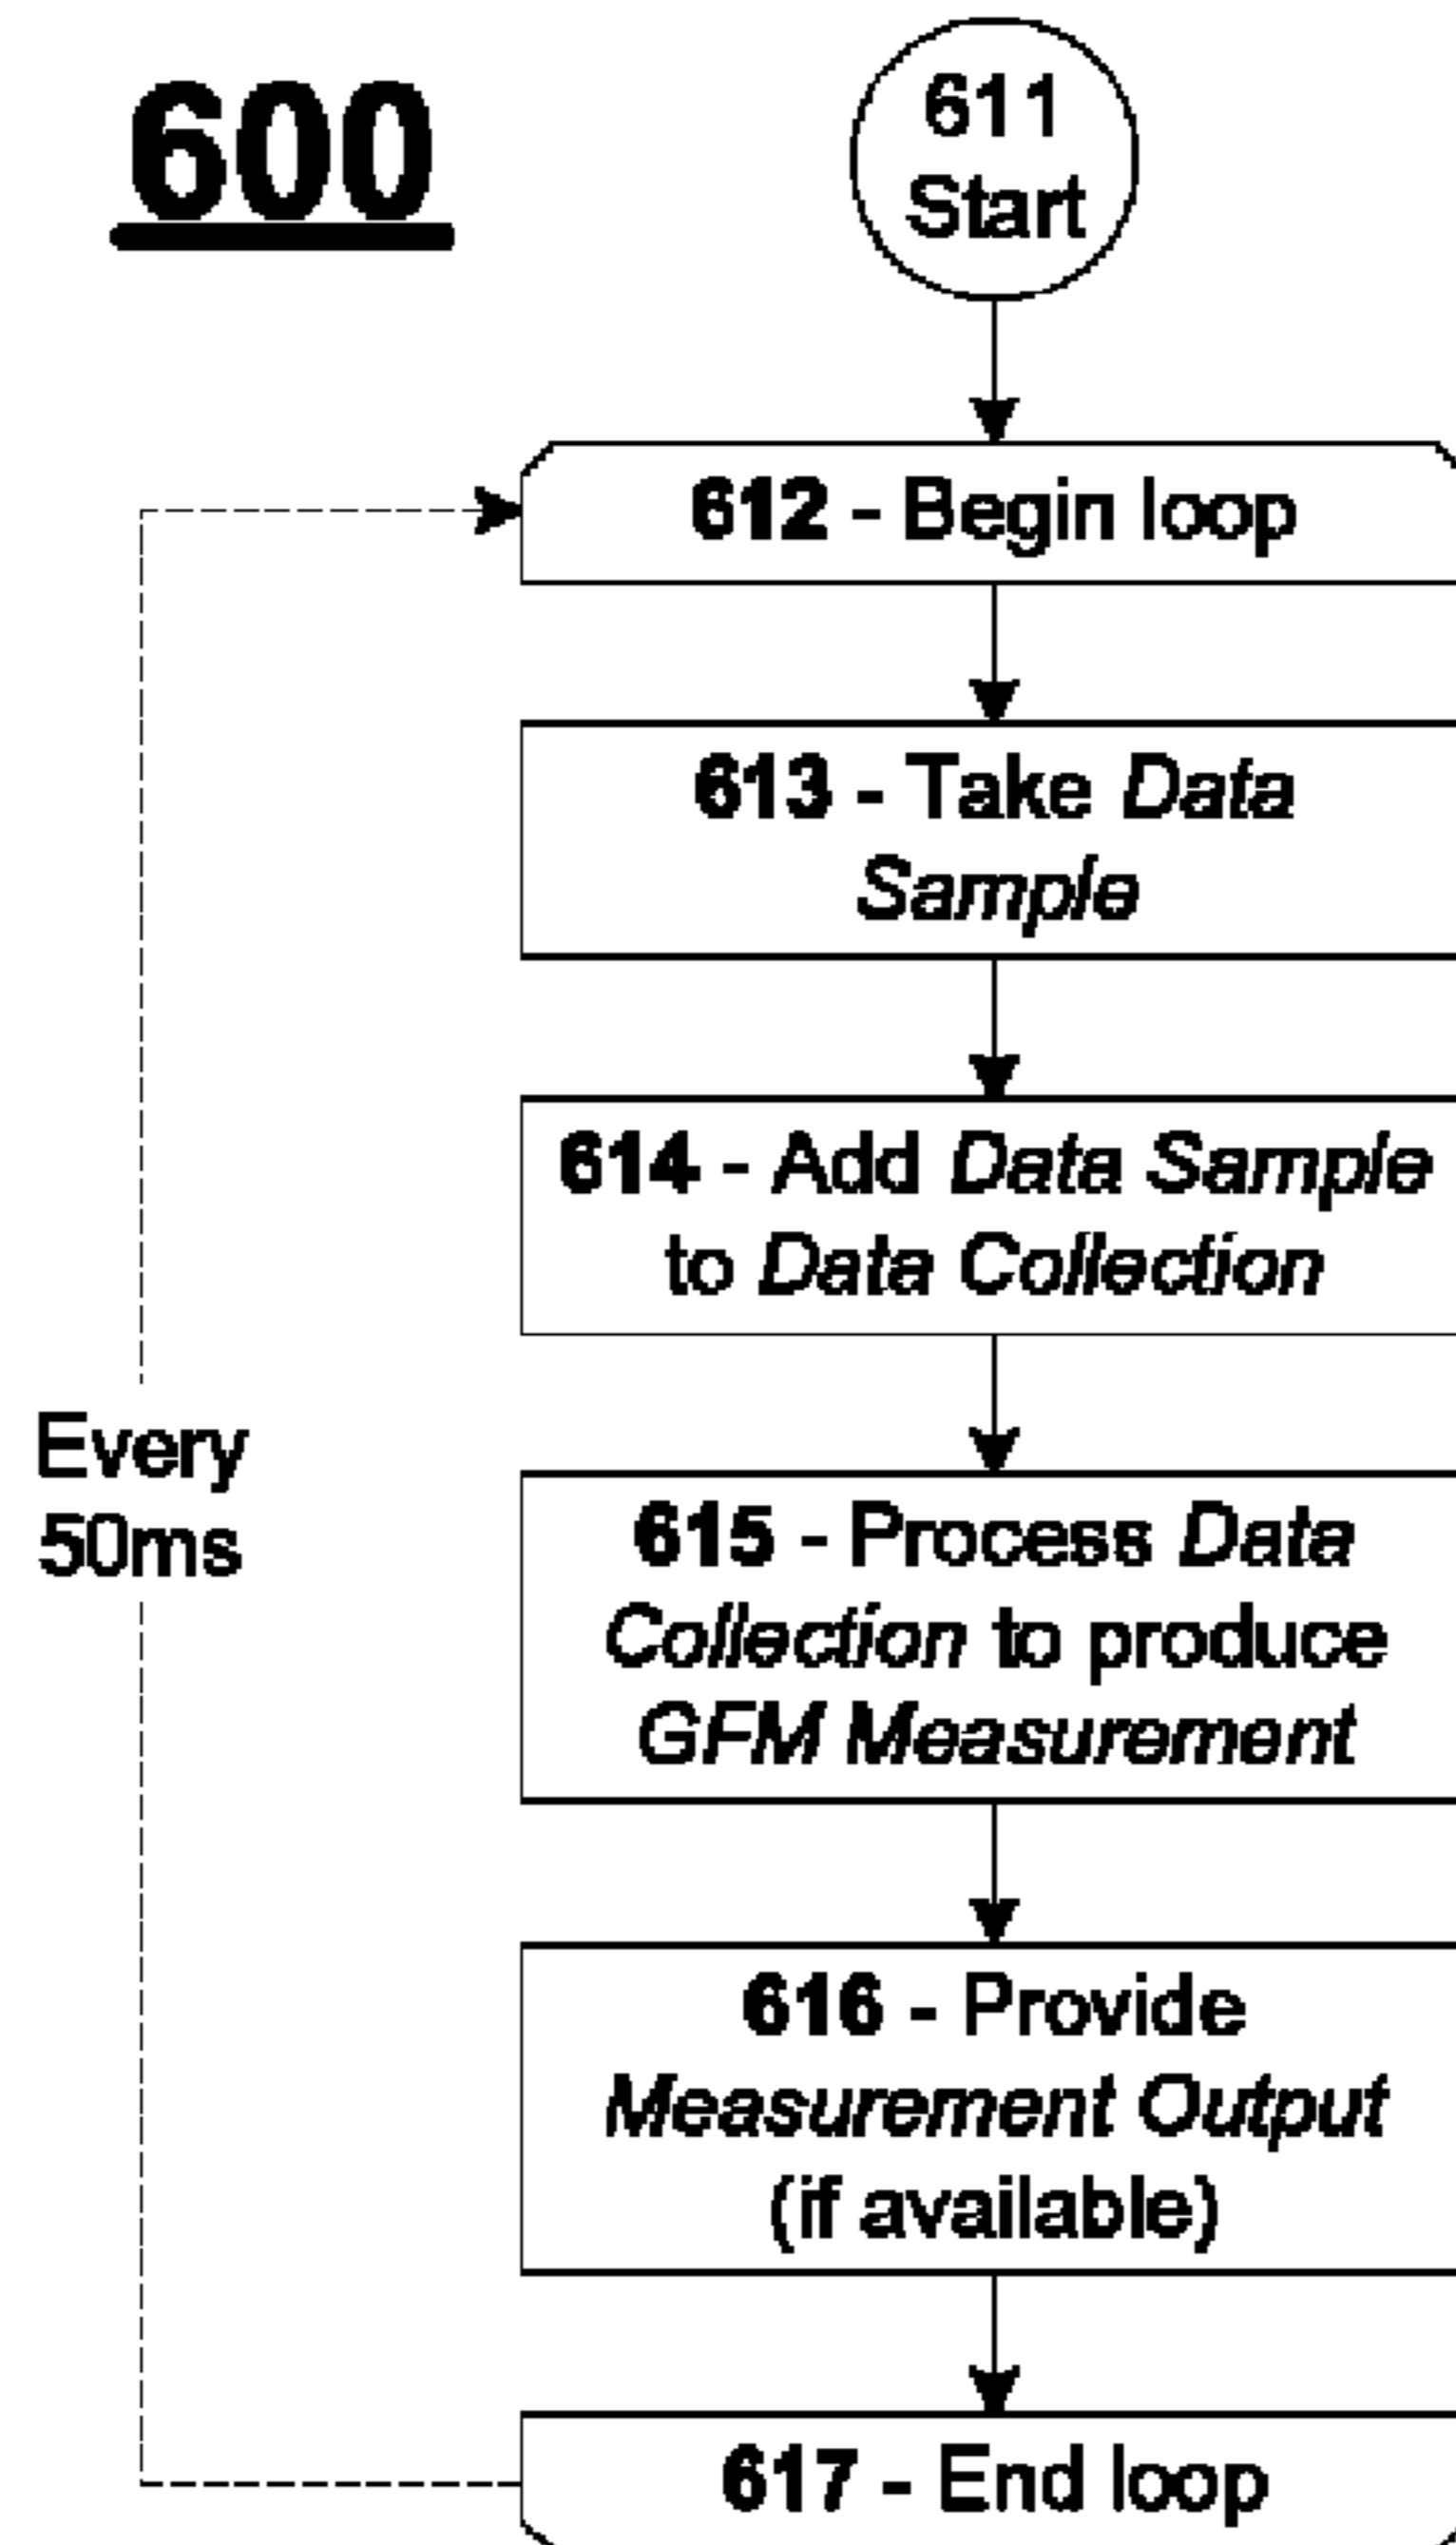 600
611
Start
612 - Begin loop
613 - Take Data
Sample
614 - Add Data Sample
to Data Collection
Every
50ms
615 - Process Data
Collection to produce
GFM Measurement
616 - Provide
Measurement Output
(if available)
617 - End loop